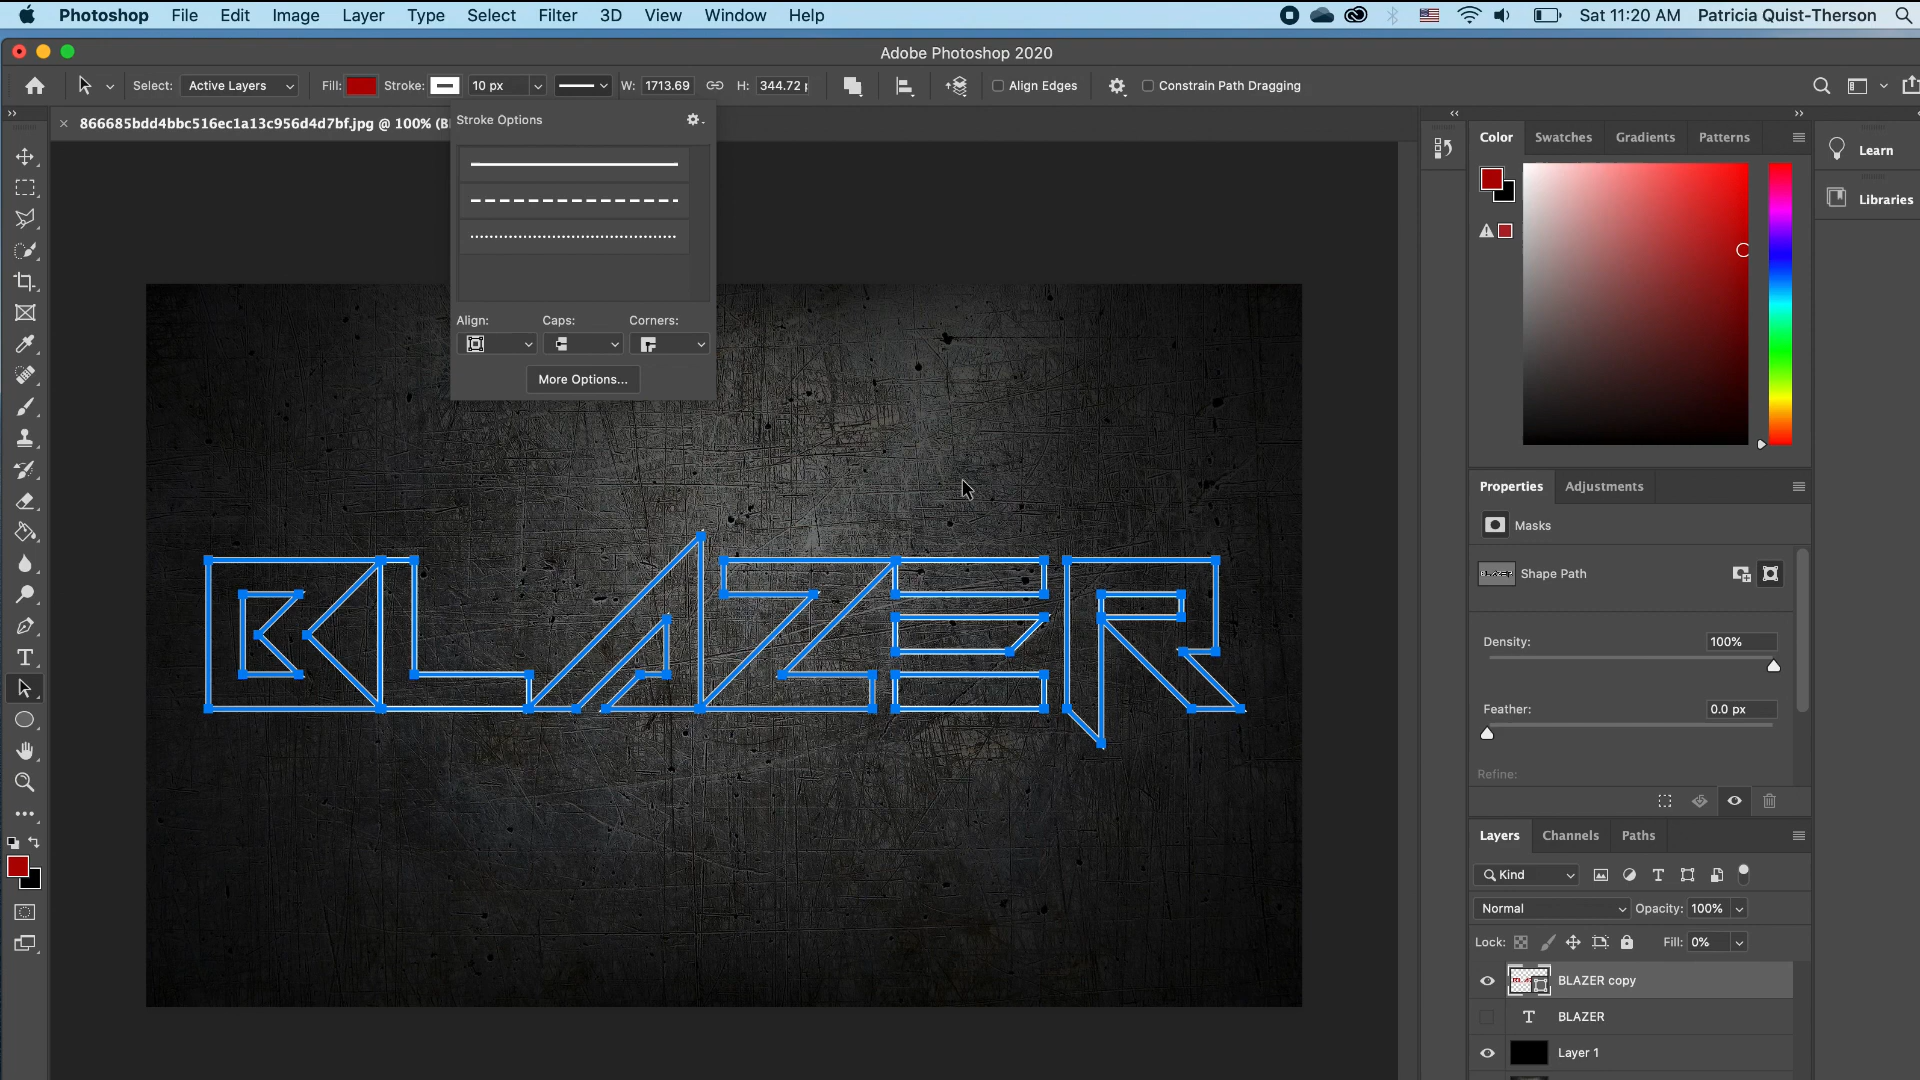 Photoshop File Edit Image Layer Type Select Filter 3D View Window Help Sat 11:20 AM Patricia Quist-Therson
Adobe Photoshop 2020
Select: Active Layers Fill: Stroke: 10 px W: 1713.69 H: 344.72 Align Edges Constrain Path Dragging
866685bdd4bbc516ec1a13c956d4d7bf.jpg @ 100% (B
Stroke Options
Align: Caps: Corners:
More Options...
BLAZER
Color Swatches Gradients Patterns
Learn
Libraries
Properties Adjustments
Masks
Shape Path
Density: 100%
Feather: 0.0 px
Refine:
Layers Channels Paths
Kind
Normal Opacity: 100%
Lock: Fill: 0%
BLAZER copy
T BLAZER
Layer 1